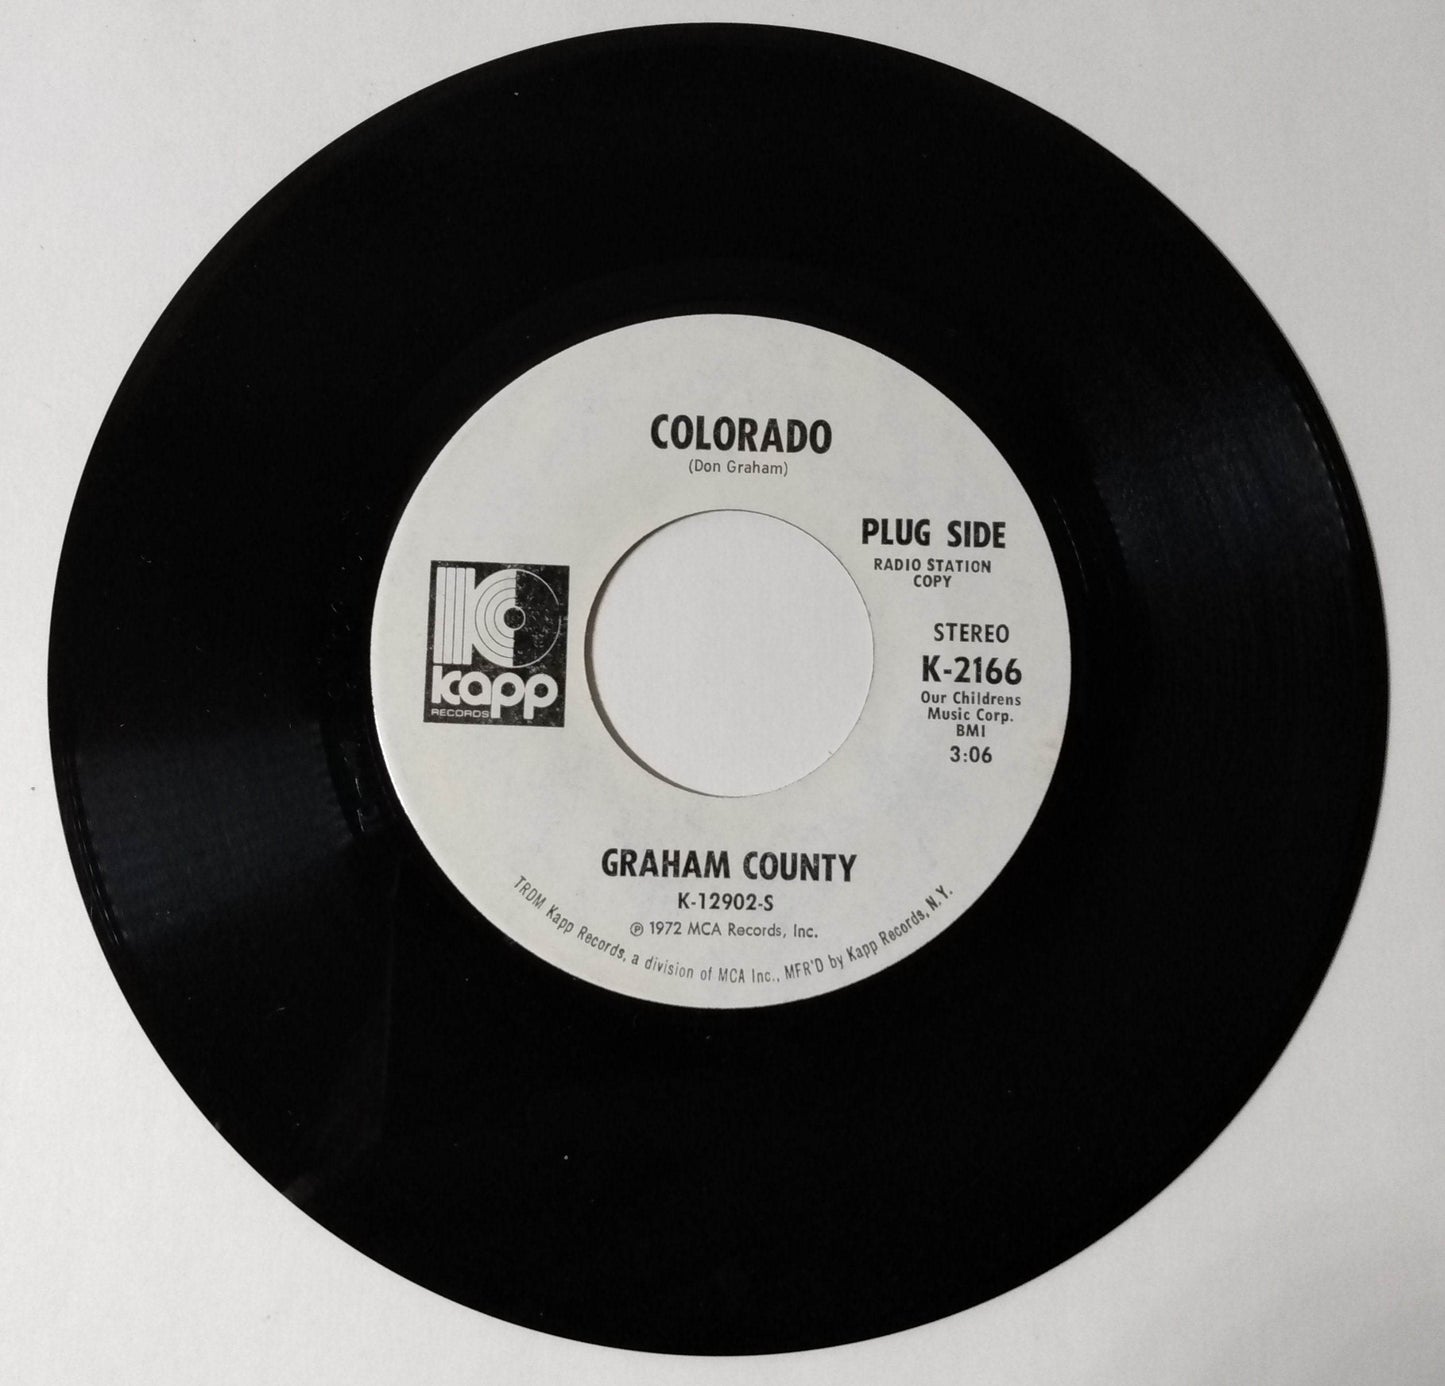 COLORADO
(Don Graham)
PLUG SIDE
RADIO STATION
COPY
kapp
RECORDS
STEREO
K-2166
Our Childrens
Music Corp.
BMI
3:06
GRAHAM COUNTY
K-12902-S
℗ 1972 MCA Records, Inc.
TRDM Kapp Records, a division of MCA Inc., MFR'D by Kapp Records, N.Y.